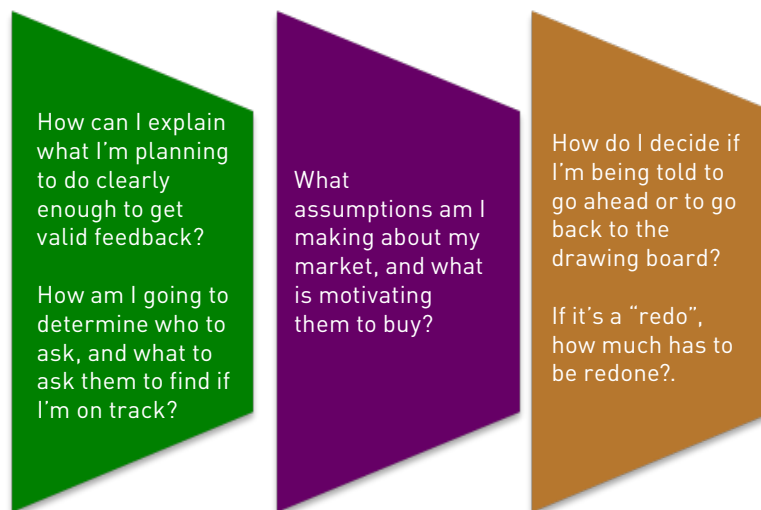 How can I explain
what I'm planning
to do clearly
enough to get
valid feedback?
How am I going to
determine who to
ask, and what to
ask them to find if
I'm on track?
What
assumptions am I
making about my
market, and what
is motivating
them to buy?
How do I decide if
I'm being told to
go ahead or to go
back to the
drawing board?
If it's a “redo”,
how much has to
be redone?.